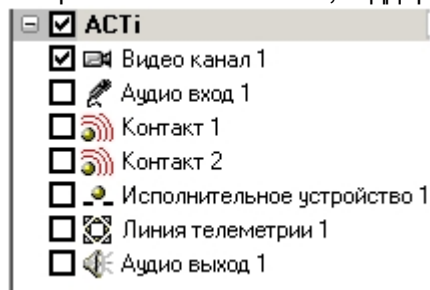 ACTi
Видео канал 1
Аудио вход 1
Контакт 1
Контакт 2
Исполнительное устройство 1
Линия телеметрии 1
Аудио выход 1